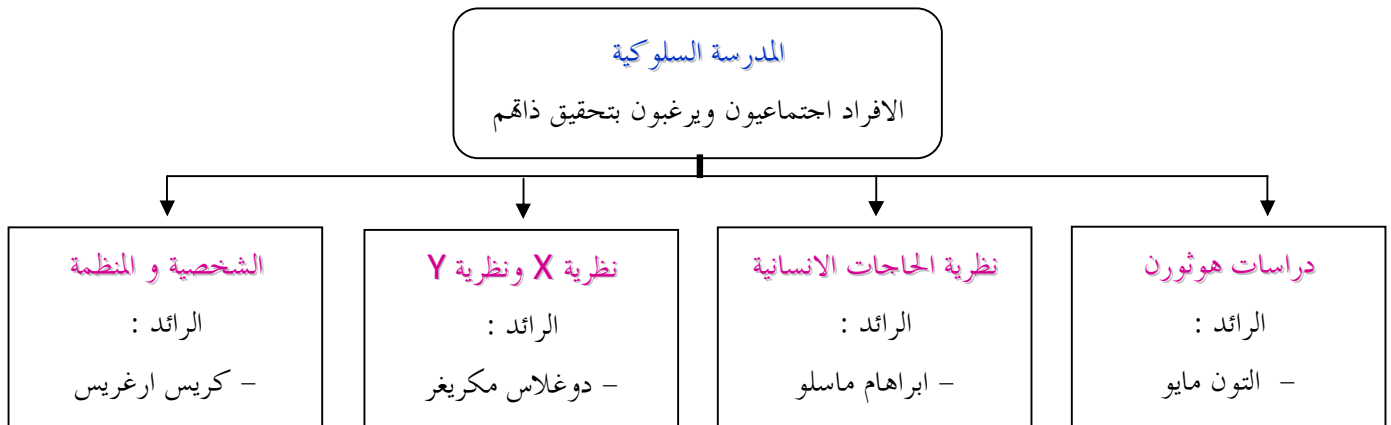 المدرسة السلوكية
الافراد اجتماعيون ويرغبون بتحقيق ذاتهم
دراسات هوثورن
الرائد :
– التون مايو
نظرية الحاجات الانسانية
الرائد :
– ابراهام ماسلو
نظرية X ونظرية Y
الرائد :
– دوغلاس مكريغر
الشخصية و المنظمة
الرائد :
– كريس ارغريس